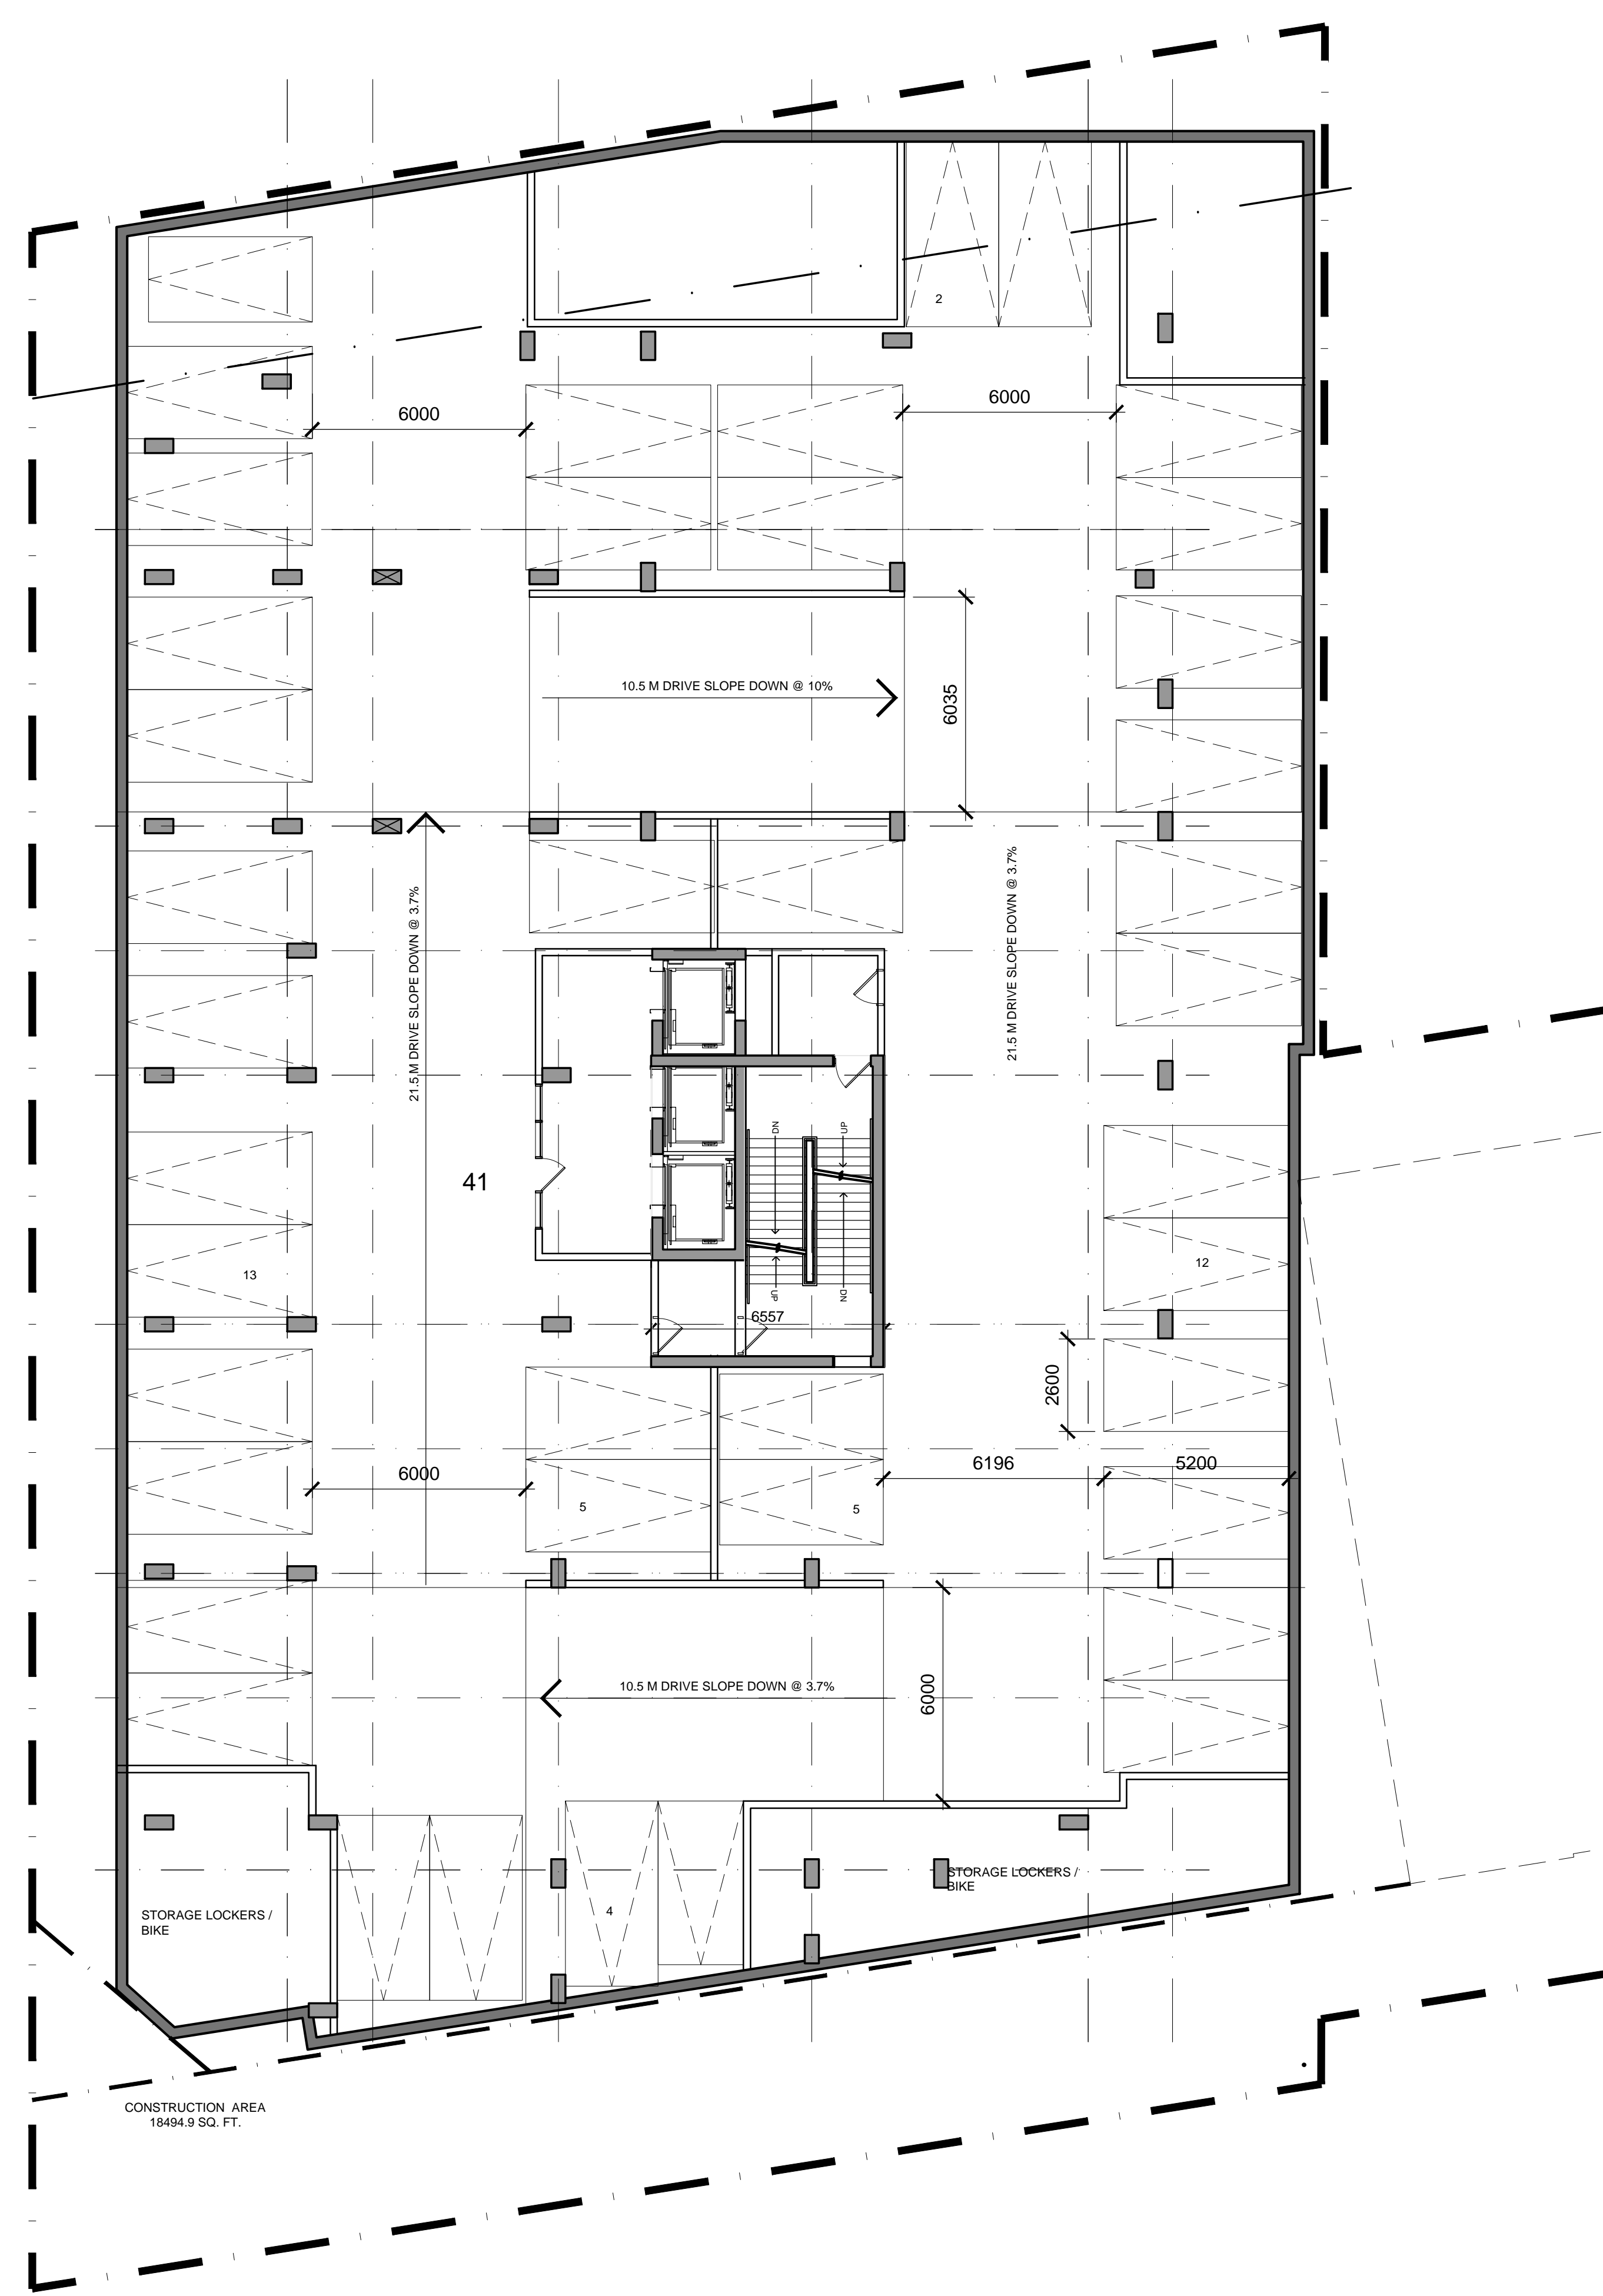 2
6000
6000
10.5 M DRIVE SLOPE DOWN @ 10%
6035
21.5 M DRIVE SLOPE DOWN @ 3.7%
21.5 M DRIVE SLOPE DOWN @ 3.7%
DN
UP
41
13
12
UP
DN
6557
2600
6000
6196
5200
5
5
10.5 M DRIVE SLOPE DOWN @ 3.7%
6000
STORAGE LOCKERS /
BIKE
4
STORAGE LOCKERS /
BIKE
CONSTRUCTION AREA
18494.9 SQ. FT.